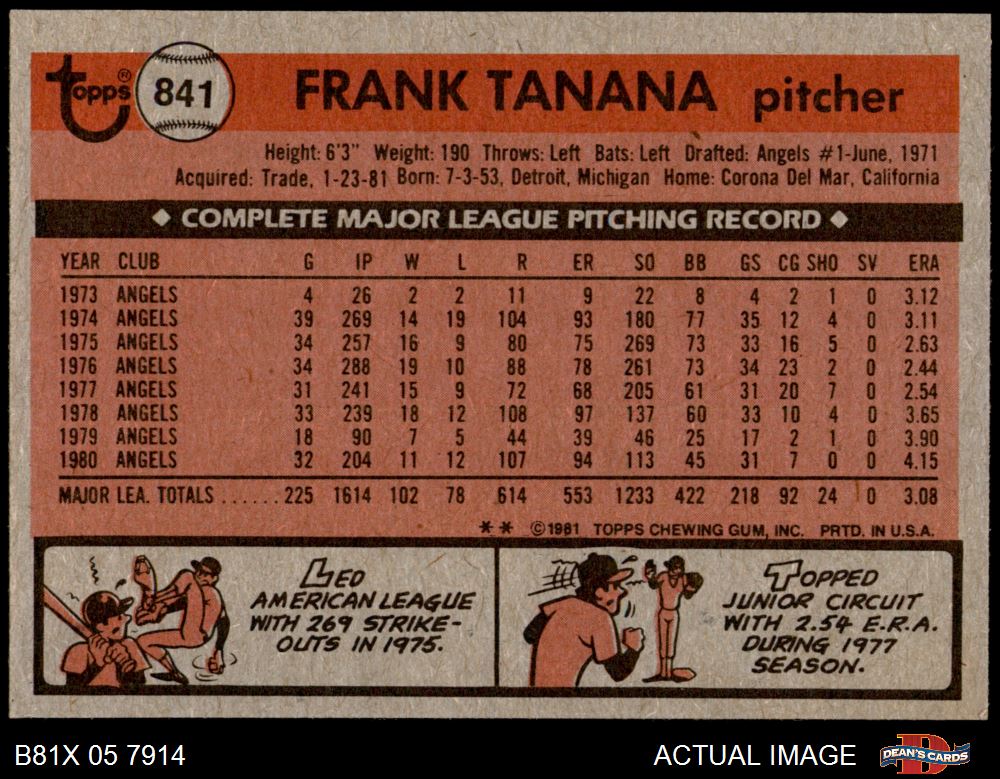 topps® 841 FRANK TANANA pitcher
Height: 6'3" Weight: 190 Throws: Left Bats: Left Drafted: Angels #1-June, 1971
Acquired: Trade, 1-23-81 Born: 7-3-53, Detroit, Michigan Home: Corona Del Mar, California
◆ COMPLETE MAJOR LEAGUE PITCHING RECORD ◆
YEAR CLUB G IP W L R ER SO BB GS CG SHO SV ERA
1973 ANGELS 4 26 2 2 11 9 22 8 4 2 1 0 3.12
1974 ANGELS 39 269 14 19 104 93 180 77 35 12 4 0 3.11
1975 ANGELS 34 257 16 9 80 75 269 73 33 16 5 0 2.63
1976 ANGELS 34 288 19 10 88 78 261 73 34 23 2 0 2.44
1977 ANGELS 31 241 15 9 72 68 205 61 31 20 7 0 2.54
1978 ANGELS 33 239 18 12 108 97 137 60 33 10 4 0 3.65
1979 ANGELS 18 90 7 5 44 39 46 25 17 2 1 0 3.90
1980 ANGELS 32 204 11 12 107 94 113 45 31 7 0 0 4.15
MAJOR LEA. TOTALS ...... 225 1614 102 78 614 553 1233 422 218 92 24 0 3.08
** ©1981 TOPPS CHEWING GUM, INC. PRTD. IN U.S.A.
LED
AMERICAN LEAGUE
WITH 269 STRIKE-
OUTS IN 1975.
TOPPED
JUNIOR CIRCUIT
WITH 2.54 E.R.A.
DURING 1977
SEASON.
B81X 05 7914 ACTUAL IMAGE DEAN'S CARDS